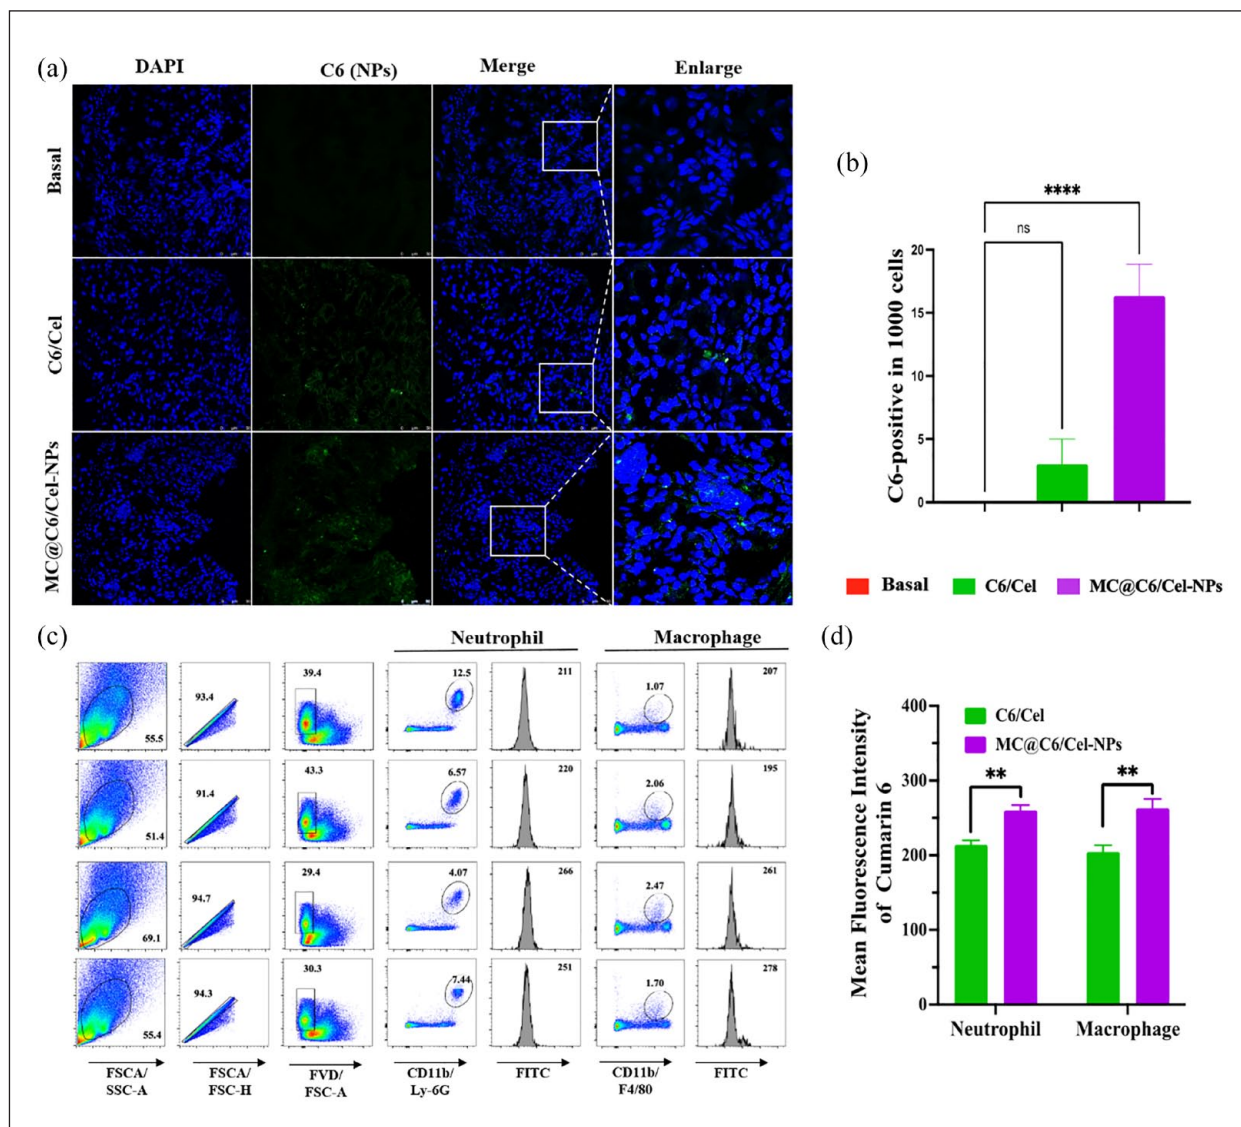 (a)
DAPI
C6 (NPs)
Merge
Enlarge
Basal
C6/Cel
MC@C6/Cel-NPs
(b)
****
ns
C6-positive in 1000 cells
20
15
10
5
0
Basal
C6/Cel
MC@C6/Cel-NPs
(c)
Neutrophil
Macrophage
55.5
93.4
39.4
12.5
211
1.07
207
51.4
91.4
43.3
6.57
220
2.06
195
69.1
94.7
29.4
4.07
266
2.47
261
55.4
94.3
30.3
7.44
251
1.70
278
FSCA/
SSC-A
FSCA/
FSC-H
FVD/
FSC-A
CD11b/
Ly-6G
FITC
CD11b/
F4/80
FITC
(d)
C6/Cel
MC@C6/Cel-NPs
**
**
Mean Fluorescence Intensity
of Cumarin 6
400
300
200
100
0
Neutrophil
Macrophage